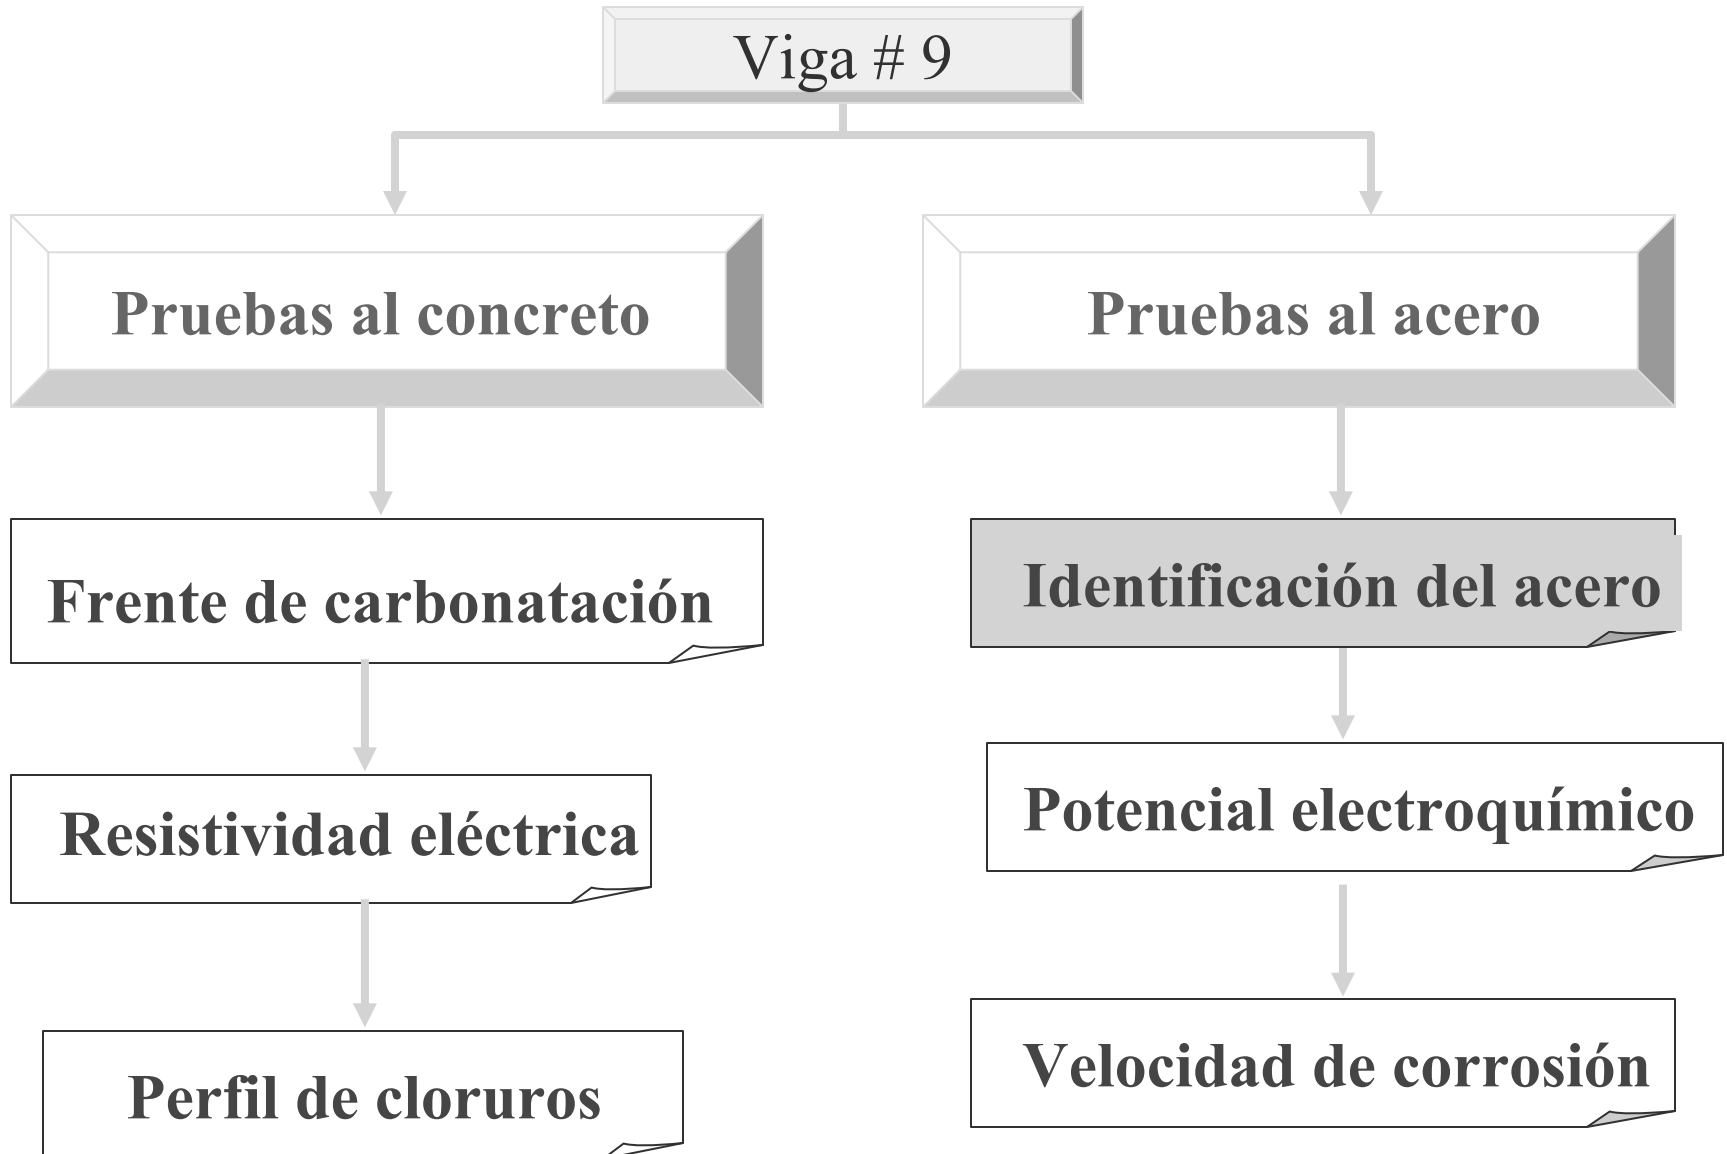 Viga # 9
Pruebas al concreto
Pruebas al acero
Frente de carbonatación
Identificación del acero
Resistividad eléctrica
Potencial electroquímico
Perfil de cloruros
Velocidad de corrosión